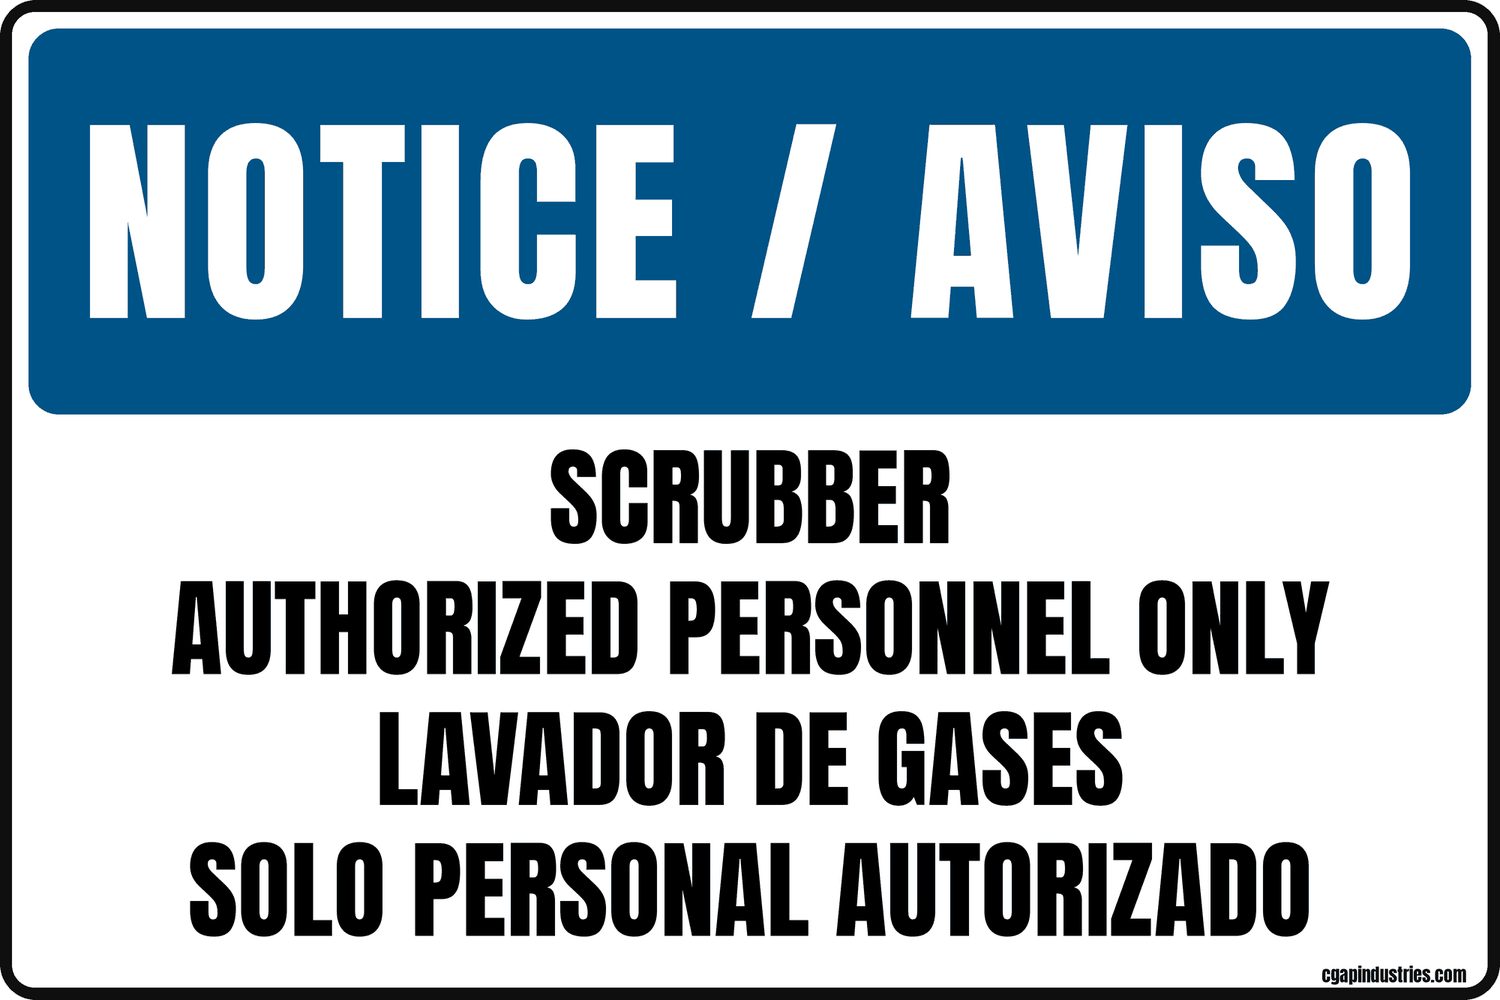 NOTICE / AVISO
SCRUBBER
AUTHORIZED PERSONNEL ONLY
LAVADOR DE GASES
SOLO PERSONAL AUTORIZADO
cgapindustries.com